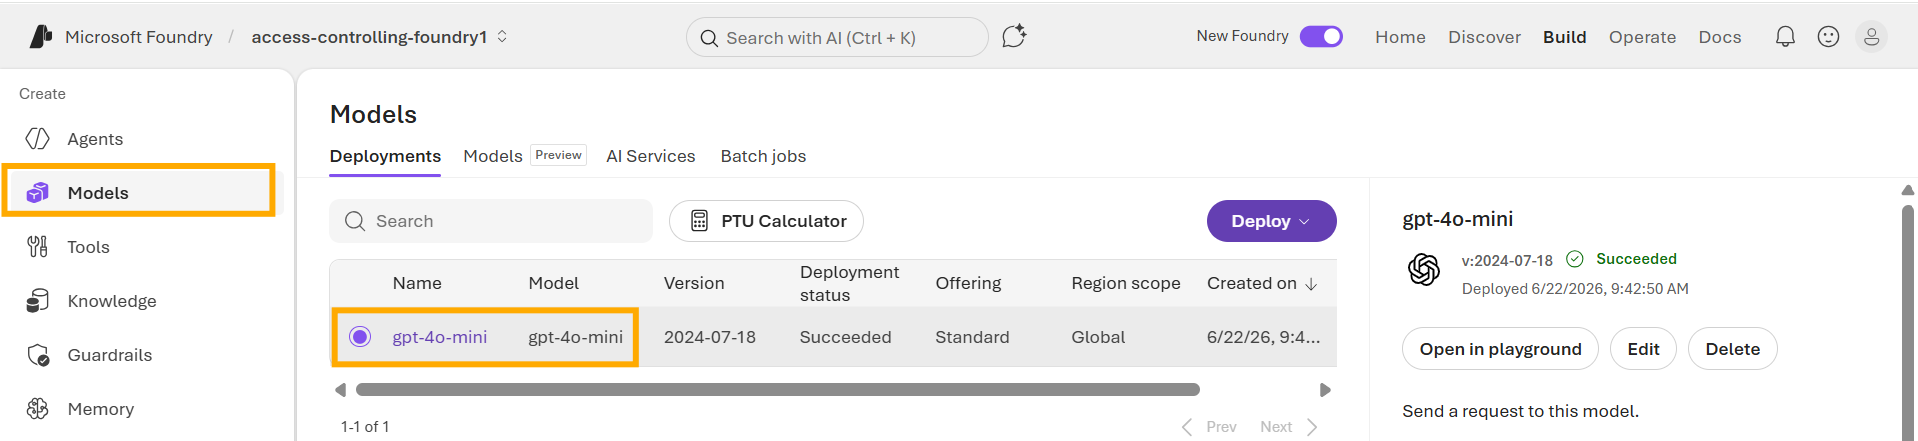 Microsoft Foundry / access-controlling-foundry1
Search with AI (Ctrl + K)
New Foundry
Home Discover Build Operate Docs
Create
Agents
Models
Tools
Knowledge
Guardrails
Memory
Models
Deployments Models Preview AI Services Batch jobs
Search
PTU Calculator
Deploy
Name Model Version Deployment status Offering Region scope Created on
gpt-4o-mini gpt-4o-mini 2024-07-18 Succeeded Standard Global 6/22/26, 9:4...
1-1 of 1
Prev Next
gpt-4o-mini
v:2024-07-18 Succeeded
Deployed 6/22/2026, 9:42:50 AM
Open in playground Edit Delete
Send a request to this model.